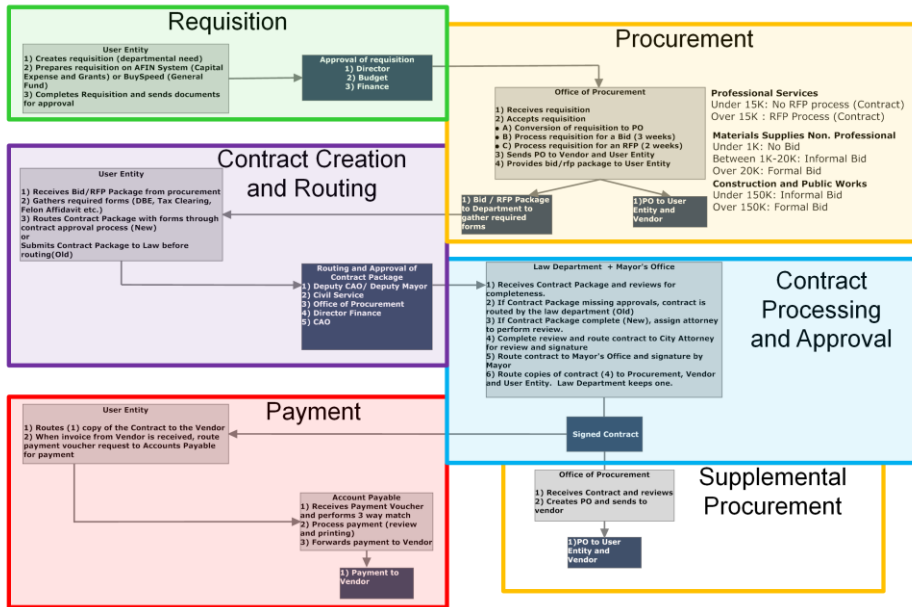 Requisition
User Entity
1) Creates requisition (departmental need)
2) Prepares requisition on AFIN System (Capital
Expense and Grants) or BuySpeed (General
Fund)
3) Completes Requisition and sends documents
for approval
Approval of requisition
1) Director
2) Budget
3) Finance
Procurement
Office of Procurement
1) Receives requisition
2) Accepts requisition
• A) Conversion of requisition to PO
• B) Process requisition for a Bid (3 weeks)
• C) Process requisition for an RFP (2 weeks)
3) Sends PO to Vendor and User Entity
4) Provides bid/rfp package to User Entity
Professional Services
Under 15K: No RFP process (Contract)
Over 15K : RFP Process (Contract)
Materials Supplies Non. Professional
Under 1K: No Bid
Between 1K-20K: Informal Bid
Over 20K: Formal Bid
Construction and Public Works
Under 150K: Informal Bid
Over 150K: Formal Bid
1) Bid / RFP Package
to Department to
gather required
forms
1)PO to User
Entity and
Vendor
Contract Creation
and Routing
User Entity
1) Receives Bid/RFP Package from procurement
2) Gathers required forms (DBE, Tax Clearing,
Felon Affidavit etc.)
3) Routes Contract Package with forms through
contract approval process (New)
or
Submits Contract Package to Law before
routing(Old)
Routing and Approval of
Contract Package
1) Deputy CAO/ Deputy Mayor
2) Civil Service
3) Office of Procurement
4) Director Finance
5) CAO
Contract
Processing
and Approval
Law Department + Mayor's Office
1) Receives Contract Package and reviews for
completeness.
2) If Contract Package missing approvals, contract is
routed by the law department (Old)
3) If Contract Package complete (New), assign attorney
to perform review.
4) Complete review and route contract to City Attorney
for review and signature
5) Route contract to Mayor's Office and signature by
Mayor
6) Route copies of contract (4) to Procurement, Vendor
and User Entity. Law Department keeps one.
Signed Contract
Payment
User Entity
1) Routes (1) copy of the Contract to the Vendor
2) When invoice from Vendor is received, route
payment voucher request to Accounts Payable
for payment
Account Payable
1) Receives Payment Voucher
and performs 3 way match
2) Process payment (review
and printing)
3) Forwards payment to Vendor
1) Payment to
Vendor
Supplemental
Procurement
Office of Procurement
1) Receives Contract and reviews
2) Creates PO and sends to
vendor
1)PO to User
Entity and
Vendor